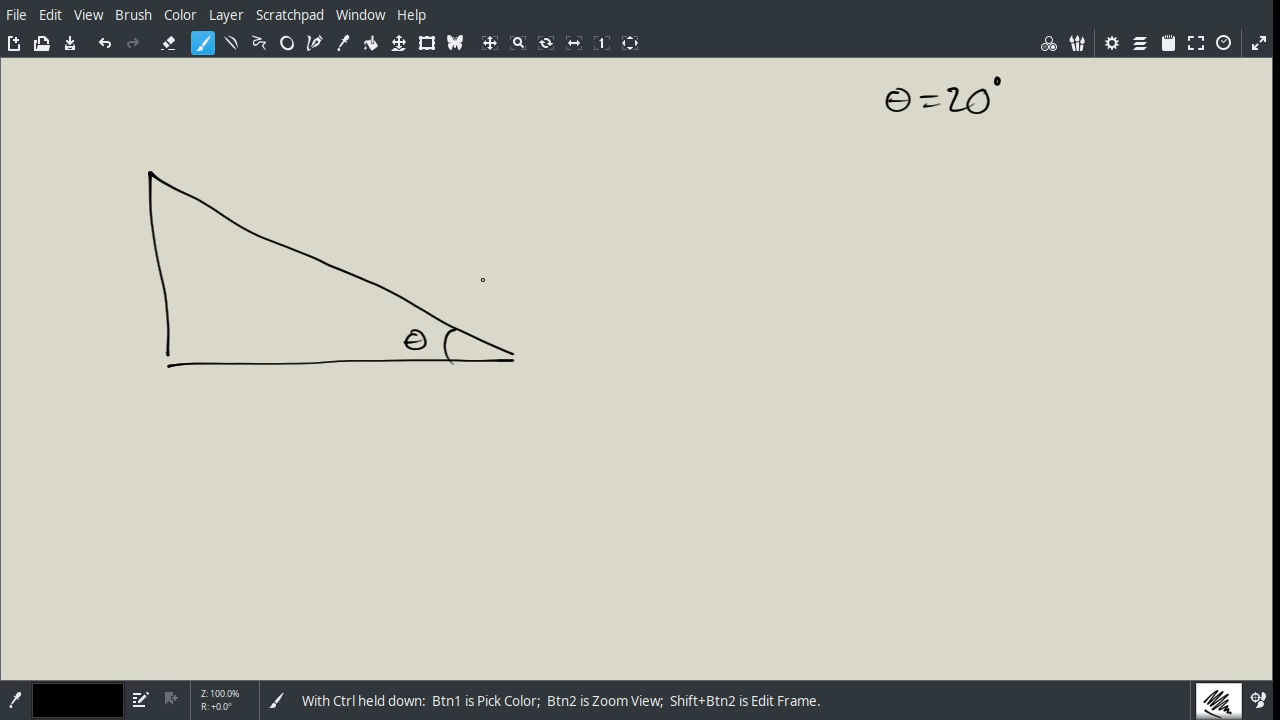 File Edit View Brush Color Layer Scratchpad Window Help
1
θ = 20°
θ
Z: 100.0%
R: +0.0°
With Ctrl held down: Btn1 is Pick Color; Btn2 is Zoom View; Shift+Btn2 is Edit Frame.